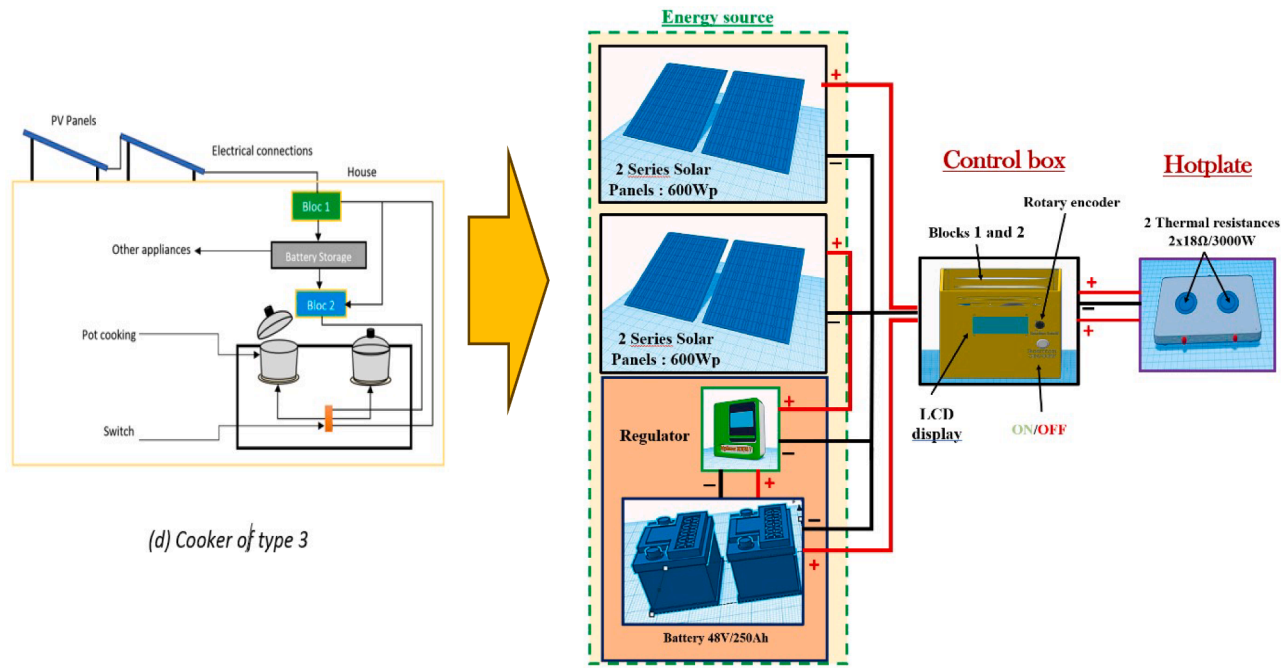 PV Panels
Electrical connections
House
Bloc 1
Other appliances
Battery Storage
Bloc 2
Pot cooking
Switch
(d) Cooker of type 3
Energy source
+
2 Series Solar
Panels : 600Wp
–
+
2 Series Solar
Panels : 600Wp
–
Regulator
+
–
–
+
–
+
Battery 48V/250Ah
Control box
Rotary encoder
Blocks 1 and 2
LCD
display
ON/OFF
Hotplate
2 Thermal resistances
2x18Ω/3000W
+
–
+